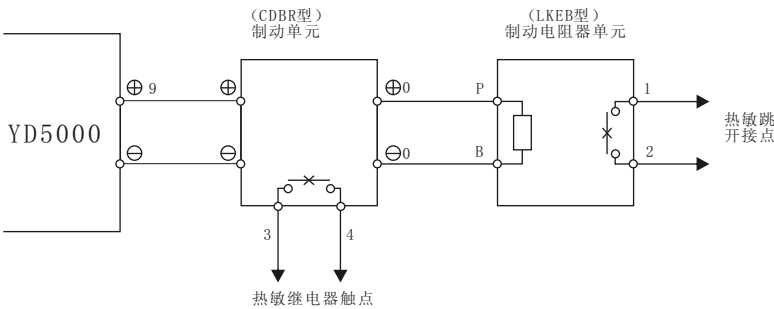 （CDBR型）
制动单元
（LKEB型）
制动电阻器单元
YD5000
⊕ 9
⊕
⊕0
P
1
⊖
⊖
⊖0
B
2
热敏跳
开接点
3
4
热敏继电器触点